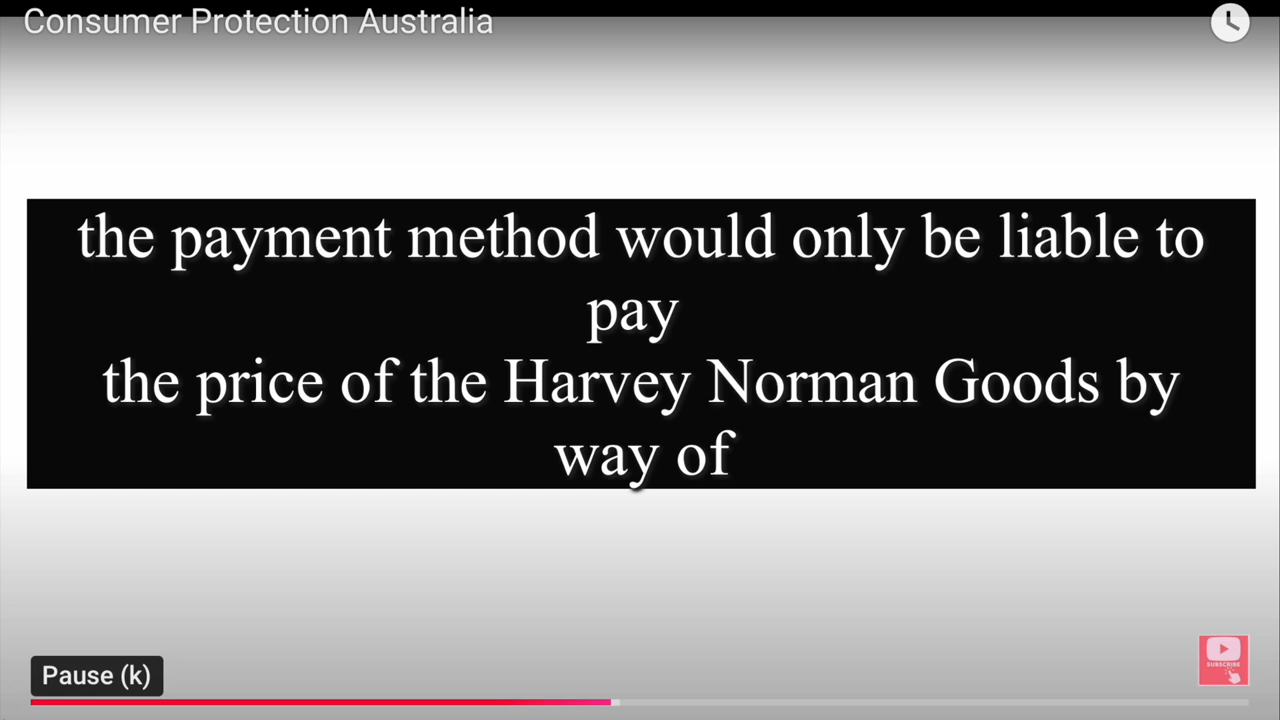 Consumer Protection Australia
the payment method would only be liable to
pay
the price of the Harvey Norman Goods by
way of
SUBSCRIBE
Pause (k)